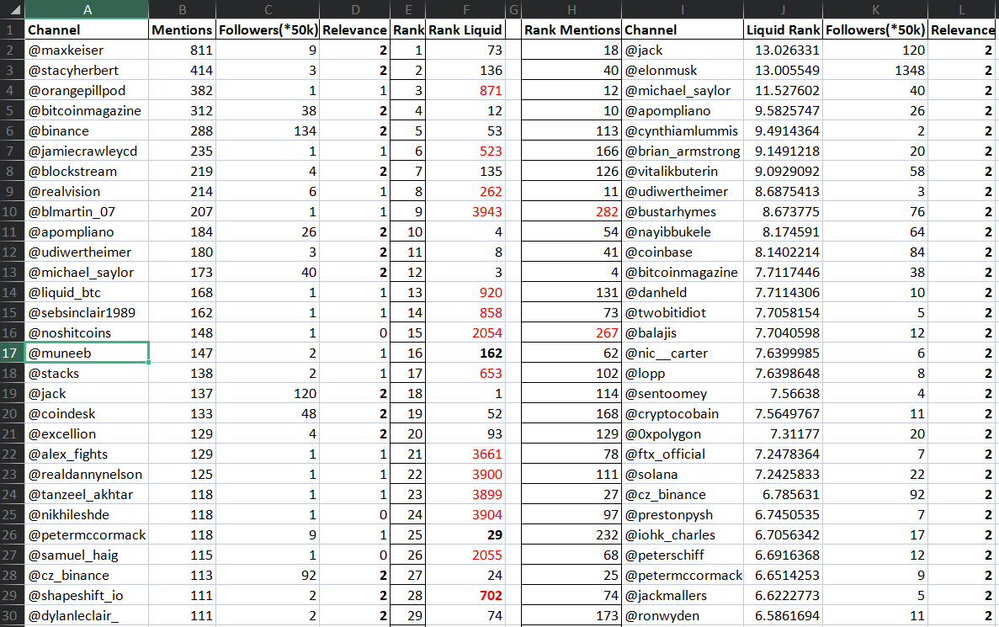 A B C D E F G H I J K L
1 Channel Mentions Followers(*50k) Relevance Rank Rank Liquid Rank Mentions Channel Liquid Rank Followers(*50k) Relevance
2 @maxkeiser 811 9 2 1 73 18 @jack 13.026331 120 2
3 @stacyherbert 414 3 2 2 136 40 @elonmusk 13.005549 1348 2
4 @orangepillpod 382 1 1 3 871 12 @michael_saylor 11.527602 40 2
5 @bitcoinmagazine 312 38 2 4 12 10 @apompliano 9.5825747 26 2
6 @binance 288 134 2 5 53 113 @cynthiamlummis 9.4914364 2 2
7 @jamiecrawleycd 235 1 1 6 523 166 @brian_armstrong 9.1491218 20 2
8 @blockstream 219 4 2 7 135 126 @vitalikbuterin 9.0929092 58 2
9 @realvision 214 6 1 8 262 11 @udiwertheimer 8.6875413 3 2
10 @blmartin_07 207 1 1 9 3943 282 @bustarhymes 8.673775 76 2
11 @apompliano 184 26 2 10 4 54 @nayibbukele 8.174591 64 2
12 @udiwertheimer 180 3 2 11 8 41 @coinbase 8.1402214 84 2
13 @michael_saylor 173 40 2 12 3 4 @bitcoinmagazine 7.7117446 38 2
14 @liquid_btc 168 1 1 13 920 131 @danheld 7.7114306 10 2
15 @sebsinclair1989 162 1 1 14 858 73 @twobitidiot 7.7058154 5 2
16 @noshitcoins 148 1 0 15 2054 267 @balajis 7.7040598 12 2
17 @muneeb 147 2 1 16 162 62 @nic__carter 7.6399985 6 2
18 @stacks 138 2 1 17 653 102 @lopp 7.6398648 8 2
19 @jack 137 120 2 18 1 114 @sentoomey 7.56638 4 2
20 @coindesk 133 48 2 19 52 168 @cryptocobain 7.5649767 11 2
21 @excellion 129 4 2 20 93 129 @0xpolygon 7.31177 20 2
22 @alex_fights 129 1 1 21 3661 78 @ftx_official 7.2478364 7 2
23 @realdannynelson 125 1 1 22 3900 111 @solana 7.2425833 22 2
24 @tanzeel_akhtar 118 1 1 23 3899 27 @cz_binance 6.785631 92 2
25 @nikhileshde 118 1 0 24 3904 97 @prestonpysh 6.7450535 7 2
26 @petermccormack 118 9 1 25 29 232 @iohk_charles 6.7056342 17 2
27 @samuel_haig 115 1 0 26 2055 68 @peterschiff 6.6916368 12 2
28 @cz_binance 113 92 2 27 24 25 @petermccormack 6.6514253 9 2
29 @shapeshift_io 111 2 2 28 702 74 @jackmallers 6.6222773 5 2
30 @dylanleclair_ 111 2 2 29 74 173 @ronwyden 6.5861694 11 2